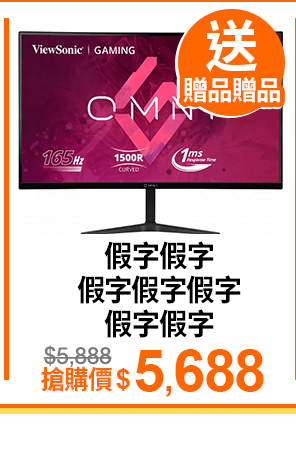 送
贈品贈品
ViewSonic | GAMING
OMNI
165Hz
1500R
CURVED
1ms
Response Time
OMNI
假字假字
假字假字假字
假字假字
$5,888
搶購價$5,688